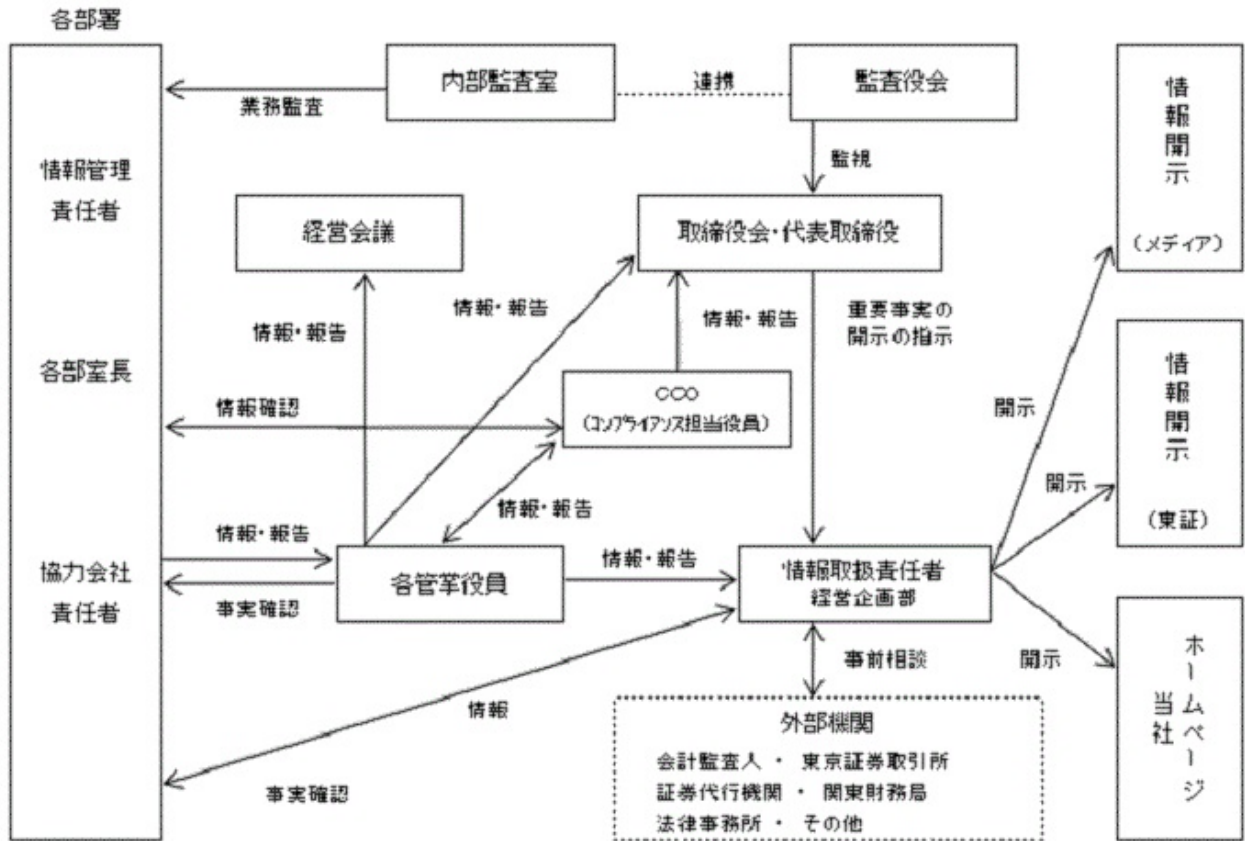 各部署
内部監査室
連携
監査役会
業務監査
監視
情報管理
責任者
経営会議
取締役会・代表取締役
情報開示
(メディア)
情報・報告
情報・報告
情報・報告
重要事実の
開示の指示
各部室長
情報確認
CCO
(コンプライアンス担当役員)
開示
情報開示
(東証)
開示
情報・報告
情報・報告
協力会社
責任者
各管掌役員
情報・報告
情報取扱責任者
経営企画部
事実確認
事前相談
開示
当社
ホームページ
情報
事実確認
外部機関
会計監査人 ・ 東京証券取引所
証券代行機関 ・ 関東財務局
法律事務所 ・ その他